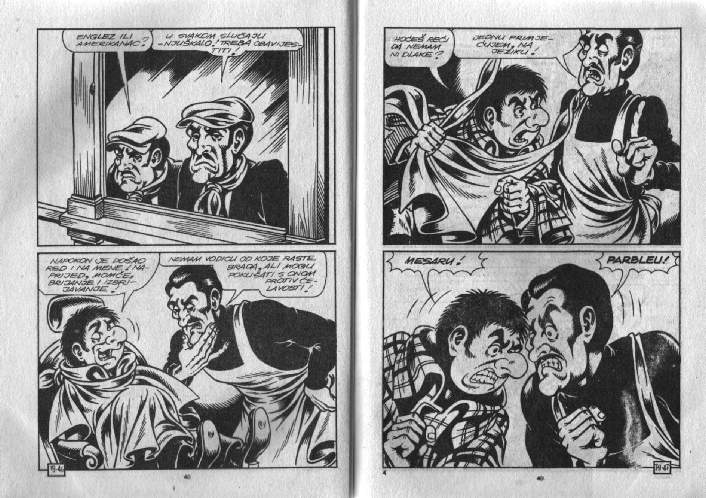 ENGLEZ ILI
AMERIKANAC?
U SVAKOM SLUČAJU
NJUŠKALO! TREBA OBAVIJES-
TITI!
NAPOKON JE DOŠAO
RED I NA MENE! NA-
PRIJED, MOMČE,
BRIJANJE I IZBRI-
JAVANJE!
NEMAM VODICU OD KOJE RASTE
BRADA, ALI MOGU
POKUŠATI S ONOM
PROTIV ĆE-
LAVOSTI!
HOĆEŠ REĆI
DA NEMAM
NI DLAKE?
JEDNU PRIMJE-
ĆUJEM, NA
JEZIKU!
MESARU!
PARBLEU!